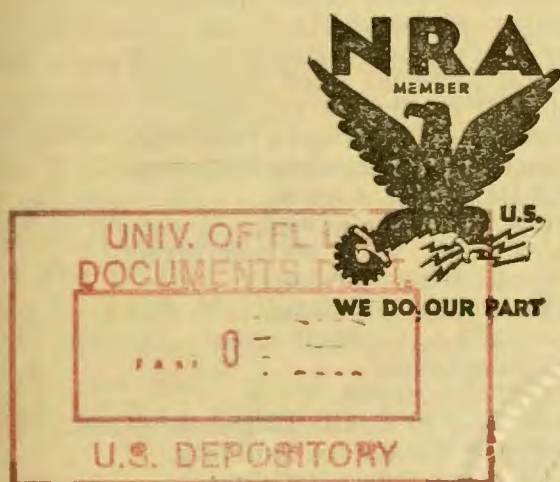 NRA
MEMBER
U.S.
WE DO OUR PART
UNIV. OF FL
DOCUMENTS
U.S. DEPOSITORY